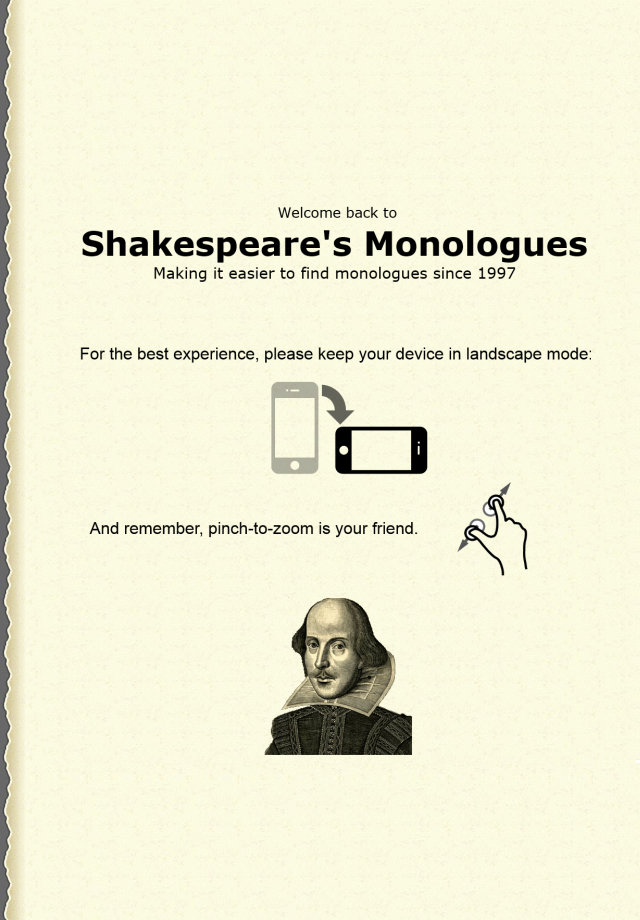 Welcome back to
Shakespeare's Monologues
Making it easier to find monologues since 1997
For the best experience, please keep your device in landscape mode:
And remember, pinch-to-zoom is your friend.